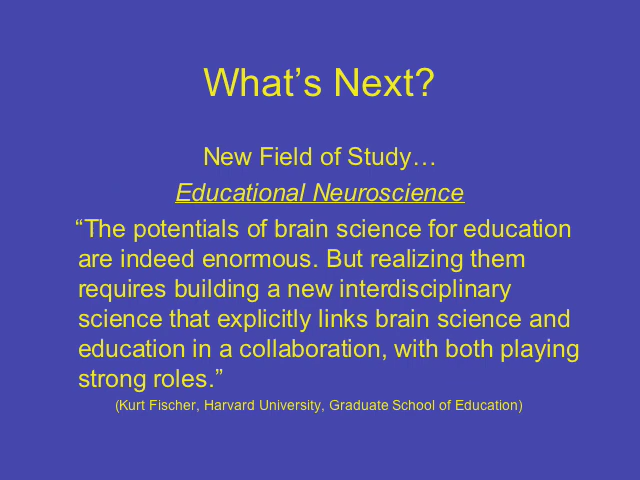 What’s Next?
New Field of Study…
Educational Neuroscience
“The potentials of brain science for education
are indeed enormous. But realizing them
requires building a new interdisciplinary
science that explicitly links brain science and
education in a collaboration, with both playing
strong roles.”
(Kurt Fischer, Harvard University, Graduate School of Education)